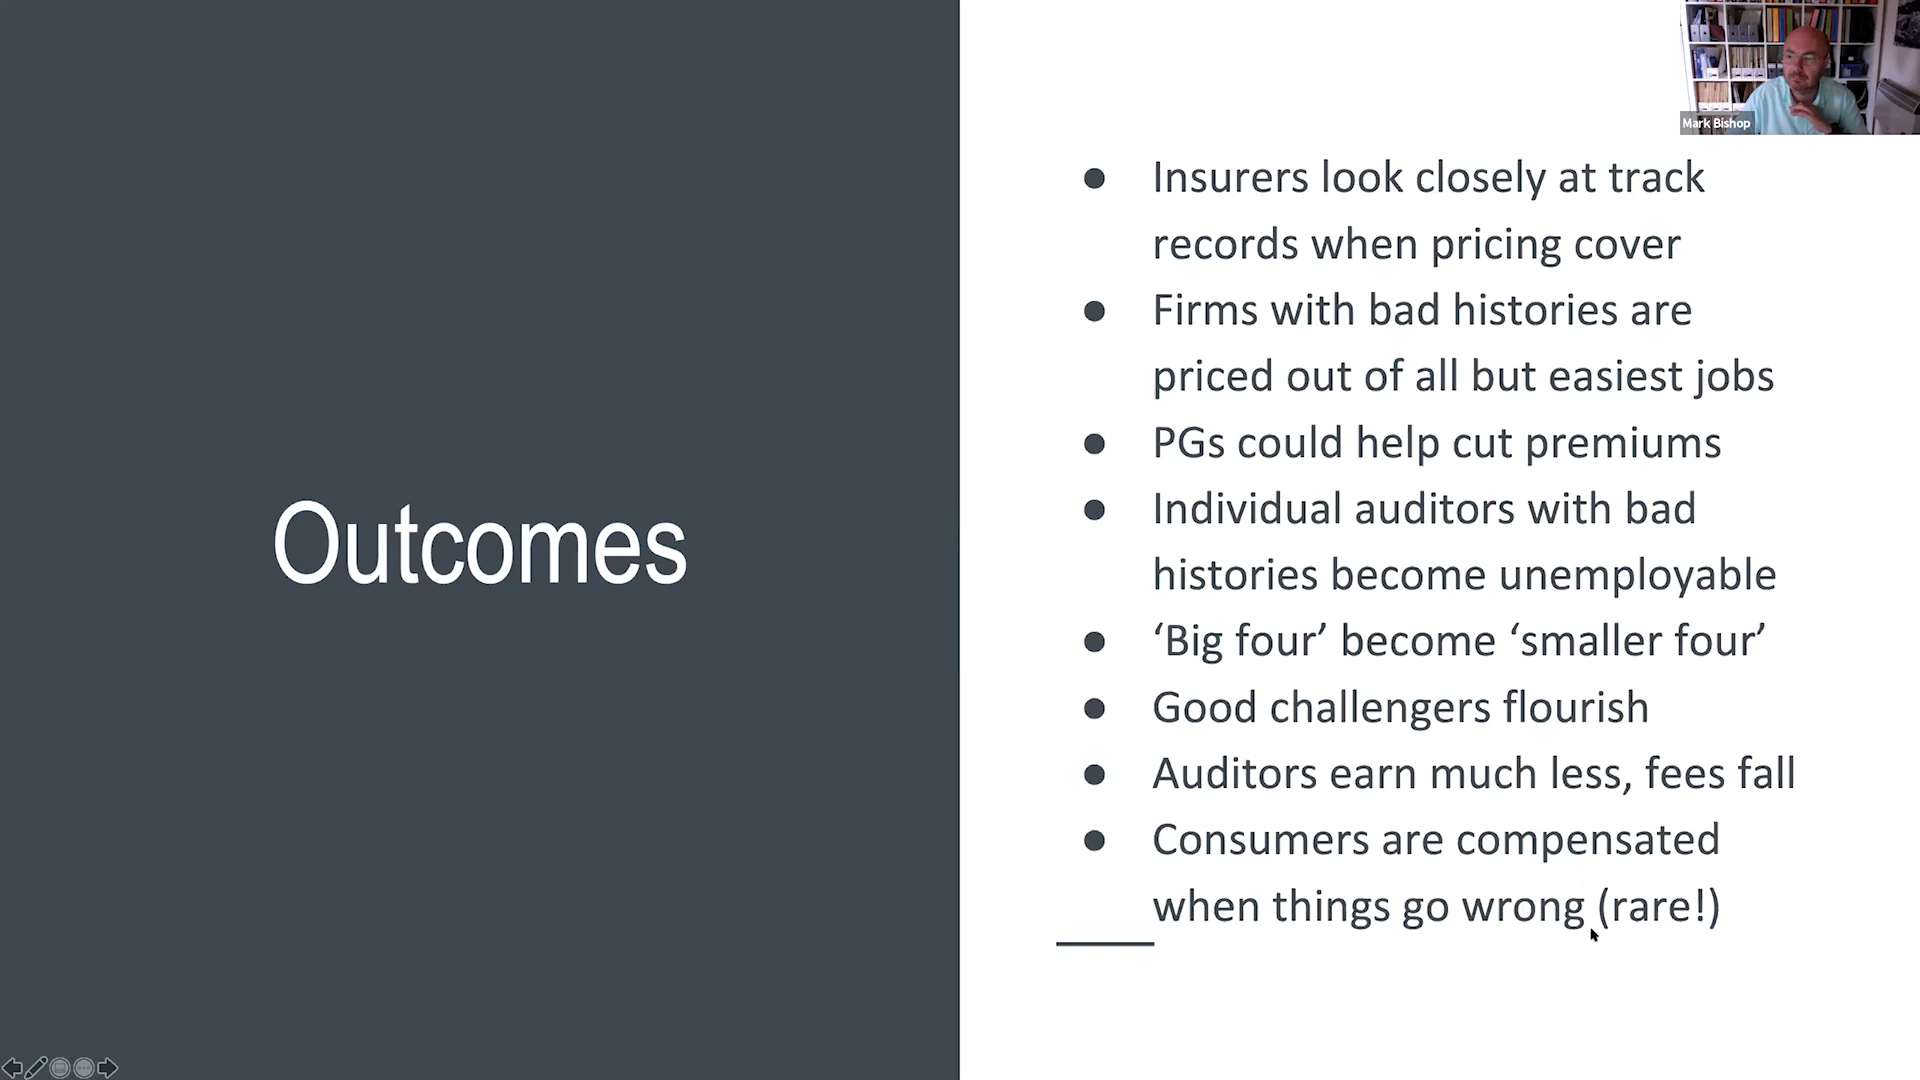 Mark Bishop
Outcomes
● Insurers look closely at track
records when pricing cover
● Firms with bad histories are
priced out of all but easiest jobs
● PGs could help cut premiums
● Individual auditors with bad
histories become unemployable
● ‘Big four’ become ‘smaller four’
● Good challengers flourish
● Auditors earn much less, fees fall
● Consumers are compensated
when things go wrong (rare!)